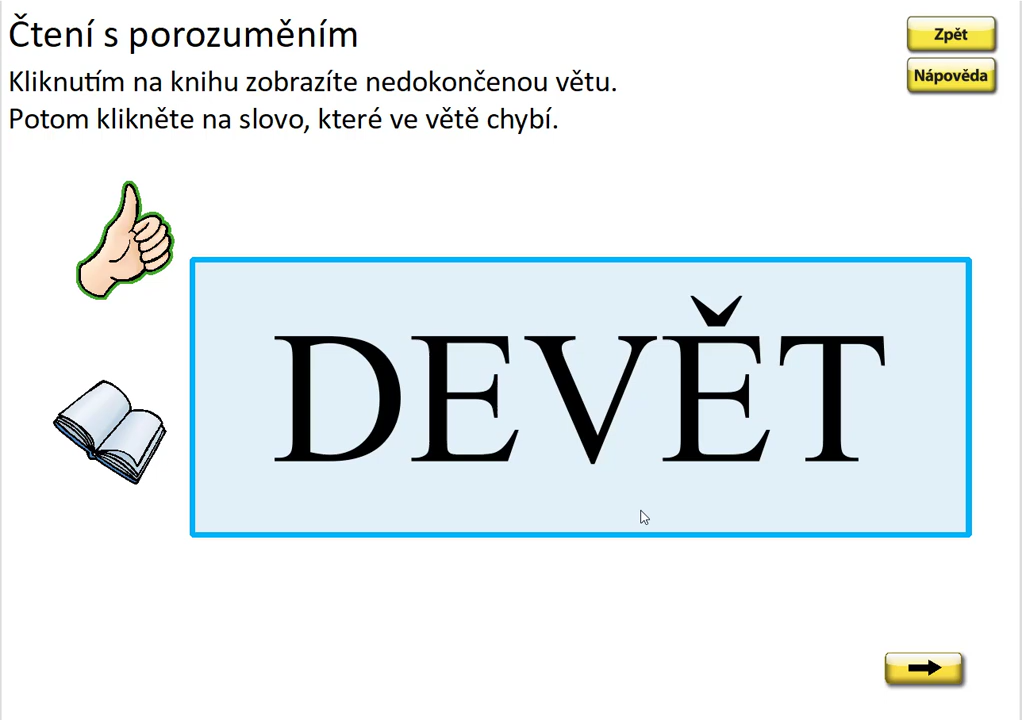 Čtení s porozuměním
Zpět
Kliknutím na knihu zobrazíte nedokončenou větu.
Nápověda
Potom klikněte na slovo, které ve větě chybí.
DEVĚT